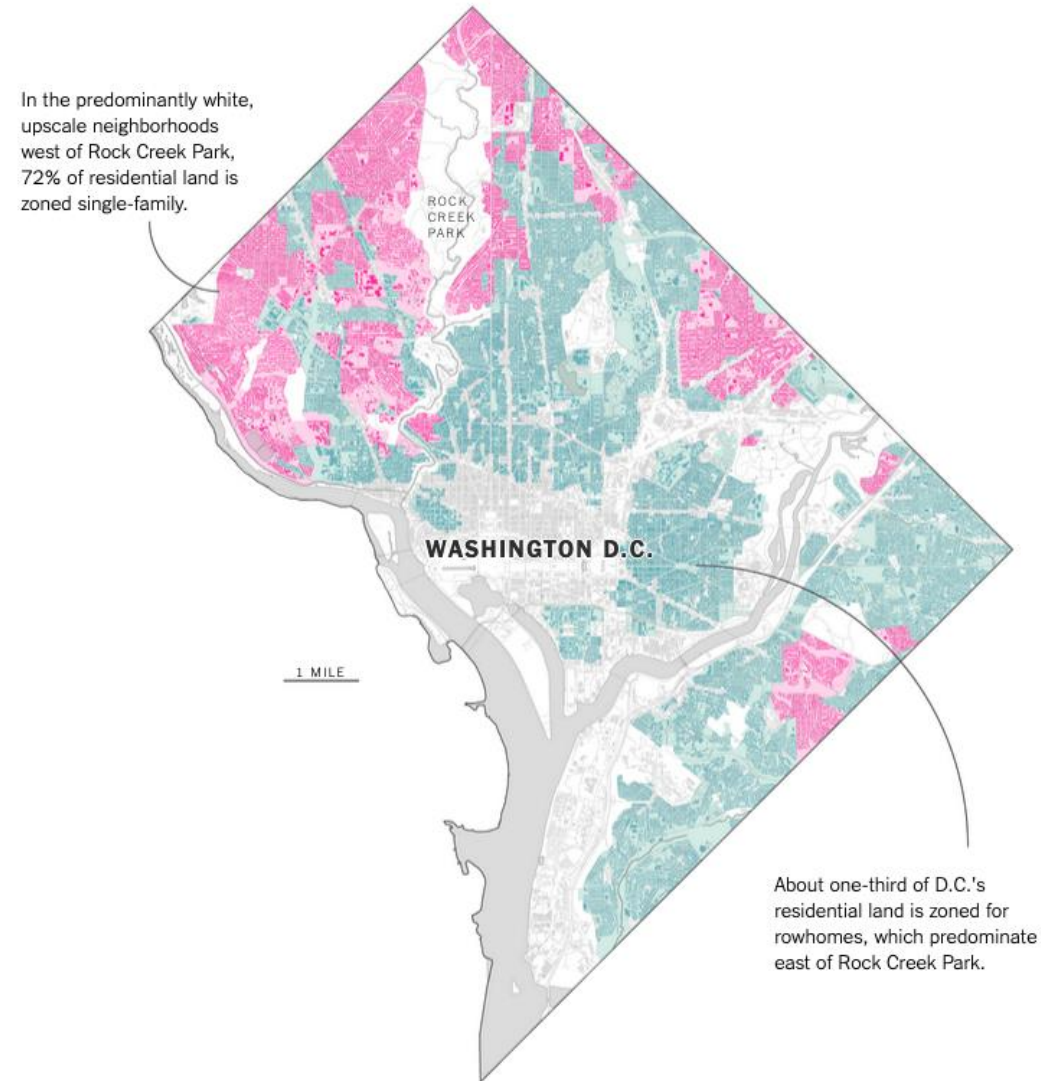 In the predominantly white,
upscale neighborhoods
west of Rock Creek Park,
72% of residential land is
zoned single-family.
ROCK
CREEK
PARK
WASHINGTON D.C.
1 MILE
About one-third of D.C.'s
residential land is zoned for
rowhomes, which predominate
east of Rock Creek Park.